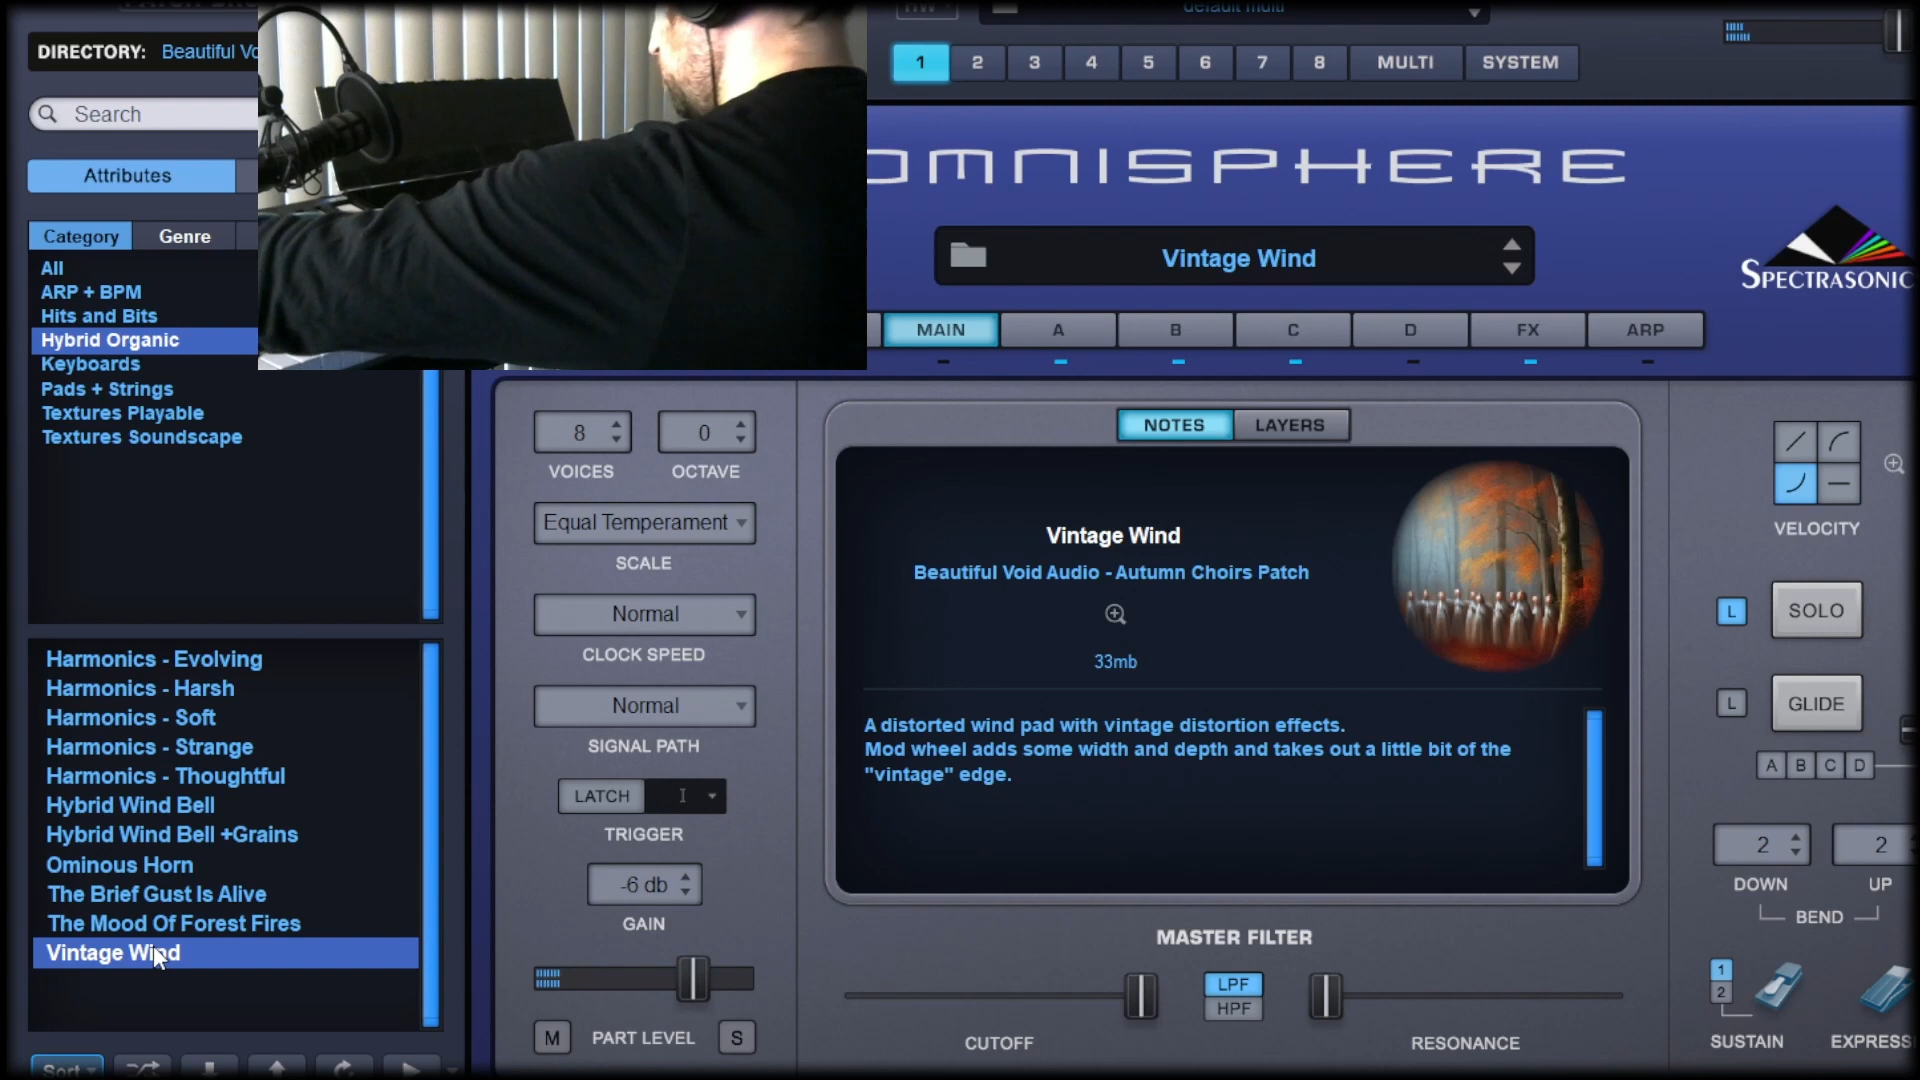 DIRECTORY: Beautiful Vo
default multi
1 2 3 4 5 6 7 8 MULTI SYSTEM
Search
Attributes
OMNISPHERE
Category Genre
Vintage Wind
SPECTRASONIC
All
ARP + BPM
Hits and Bits
Hybrid Organic
Keyboards
Pads + Strings
Textures Playable
Textures Soundscape
MAIN A B C D FX ARP
8 0
VOICES OCTAVE
Equal Temperament
SCALE
Normal
CLOCK SPEED
Normal
SIGNAL PATH
LATCH
TRIGGER
-6 db
GAIN
M PART LEVEL S
NOTES LAYERS
Vintage Wind
Beautiful Void Audio - Autumn Choirs Patch
33mb
A distorted wind pad with vintage distortion effects.
Mod wheel adds some width and depth and takes out a little bit of the
"vintage" edge.
MASTER FILTER
LPF
HPF
CUTOFF RESONANCE
VELOCITY
L SOLO
L GLIDE
A B C D
2 2
DOWN UP
BEND
1
2
SUSTAIN EXPRESS
Harmonics - Evolving
Harmonics - Harsh
Harmonics - Soft
Harmonics - Strange
Harmonics - Thoughtful
Hybrid Wind Bell
Hybrid Wind Bell +Grains
Ominous Horn
The Brief Gust Is Alive
The Mood Of Forest Fires
Vintage Wind
Sort